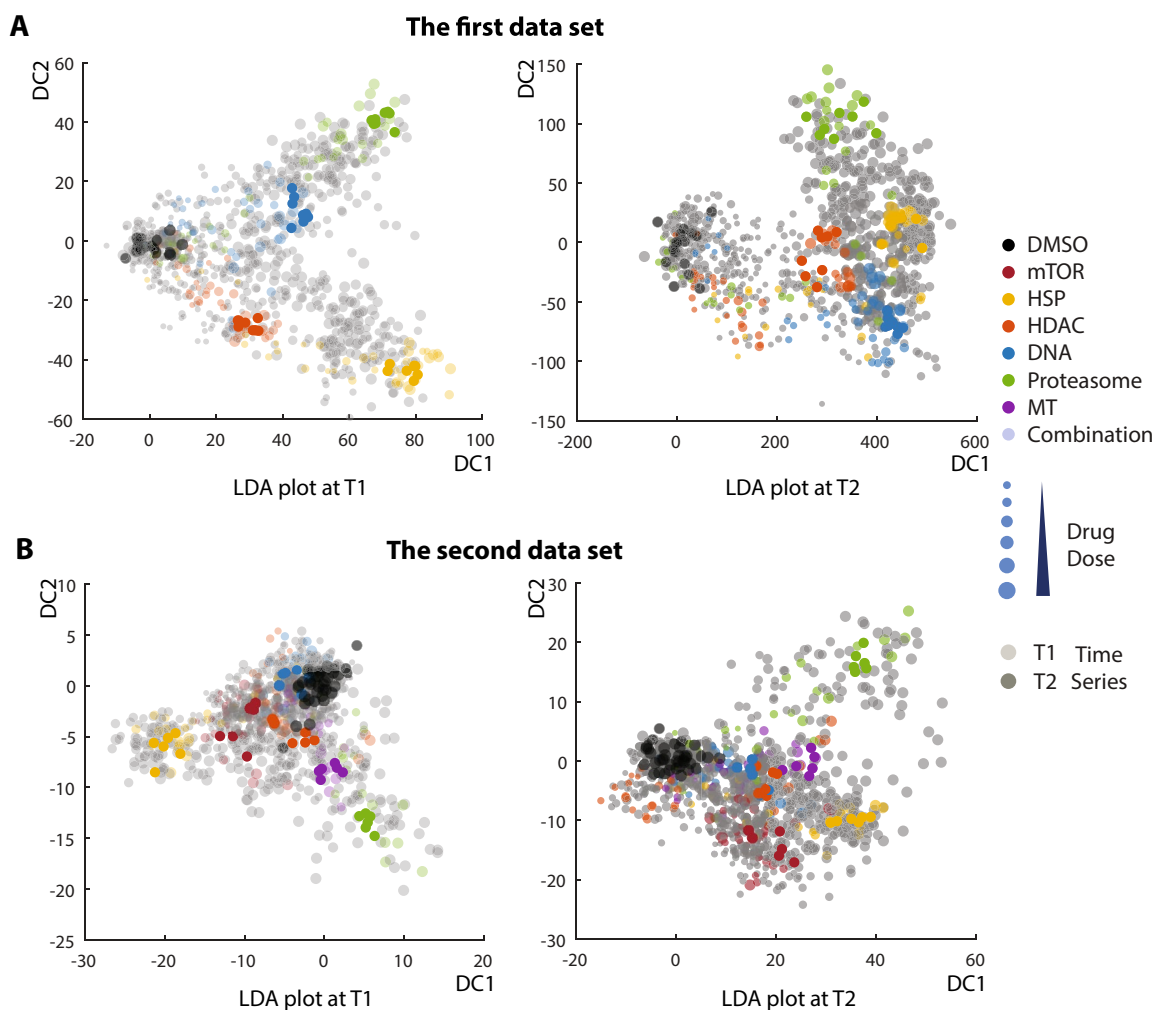 A
The first data set
DC2
60
40
20
0
-20
-40
-60
-20
0
20
40
60
80
100
DC1
LDA plot at T1
DC2
150
100
50
0
-50
-100
-150
-200
0
200
400
600
DC1
LDA plot at T2
DMSO
mTOR
HSP
HDAC
DNA
Proteasome
MT
Combination
Drug
Dose
T1 Time
T2 Series
B
The second data set
DC2
10
5
0
-5
-10
-15
-20
-25
-30
-20
-10
0
10
20
DC1
LDA plot at T1
DC2
30
20
10
0
-10
-20
-30
-20
0
20
40
60
DC1
LDA plot at T2